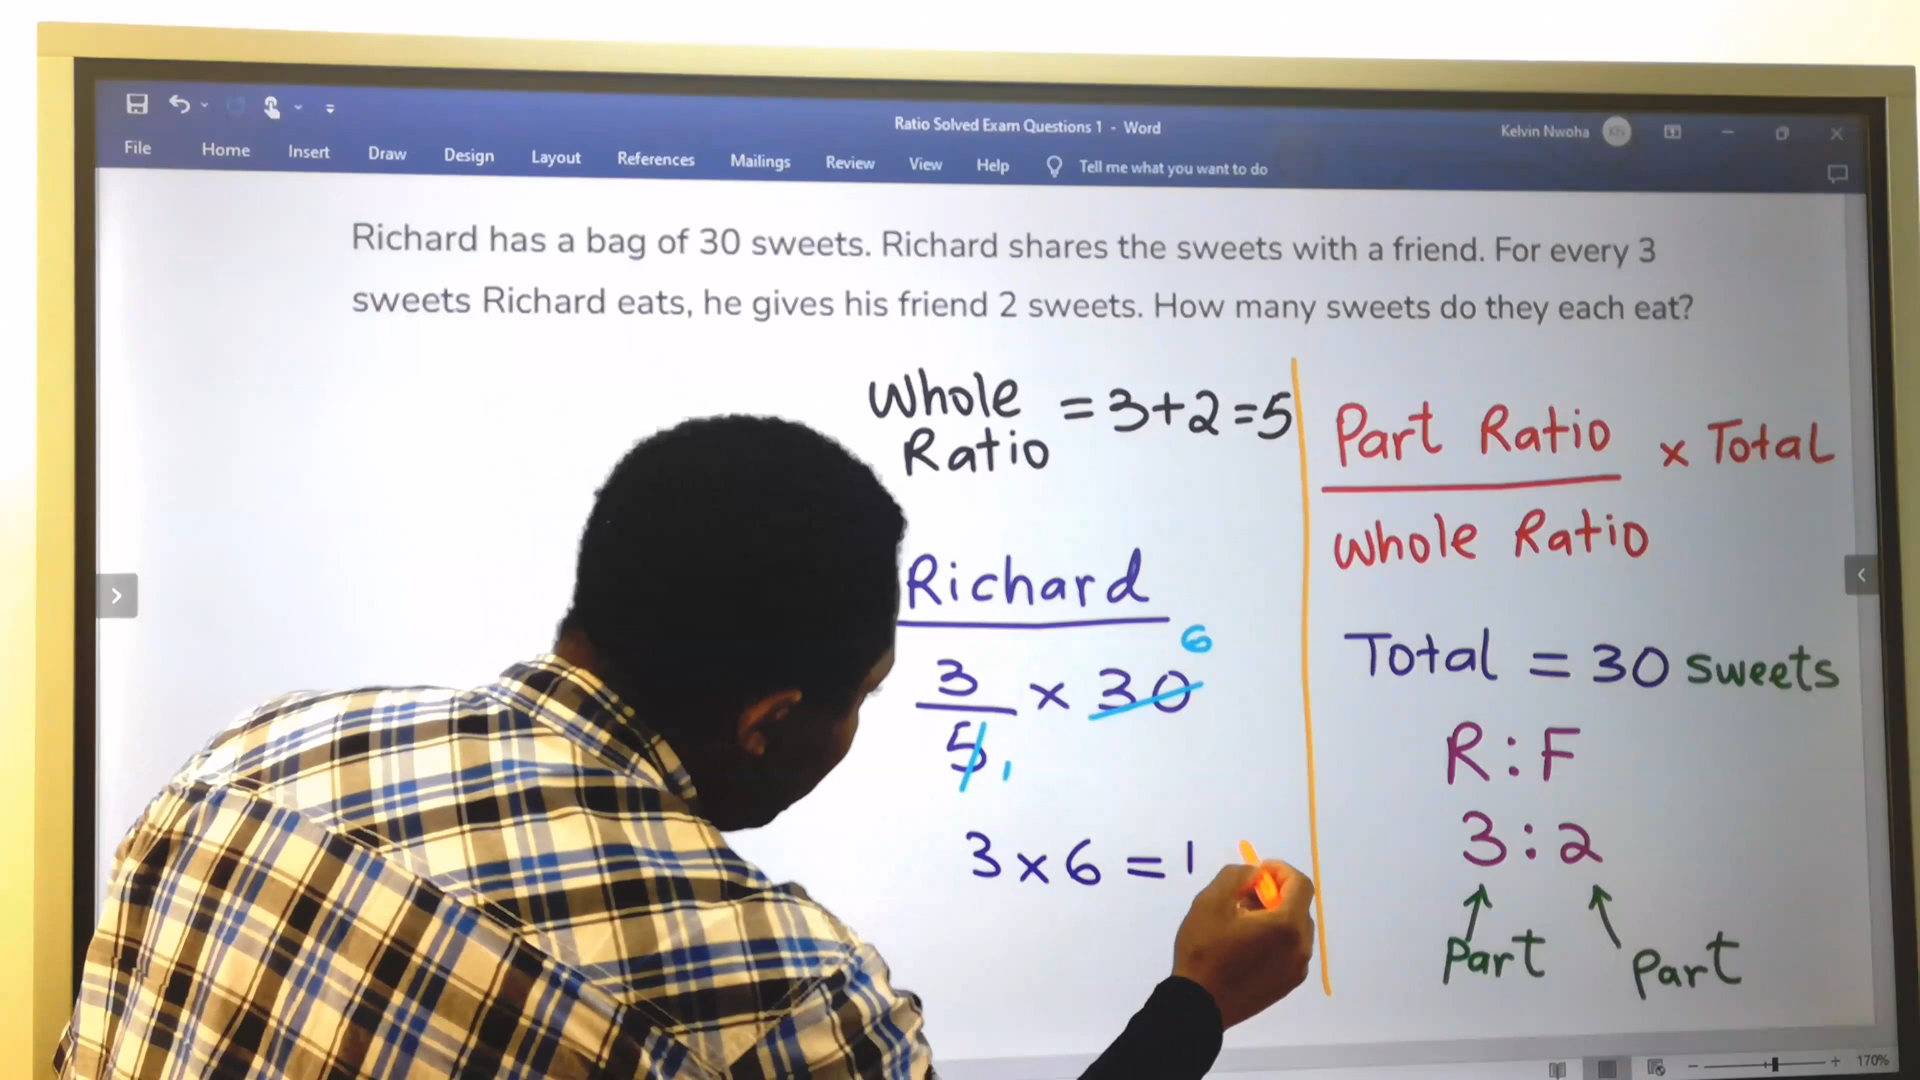 Ratio Solved Exam Questions 1 - Word
Kelvin Nwoha
KN
File Home Insert Draw Design Layout References Mailings Review View Help Tell me what you want to do
Richard has a bag of 30 sweets. Richard shares the sweets with a friend. For every 3
sweets Richard eats, he gives his friend 2 sweets. How many sweets do they each eat?
Whole
Ratio = 3+2=5
Richard
6
3
× 30
5
1
3 × 6 = 1
Part Ratio
× Total
Whole Ratio
Total = 30 sweets
R : F
3 : 2
Part Part
170%